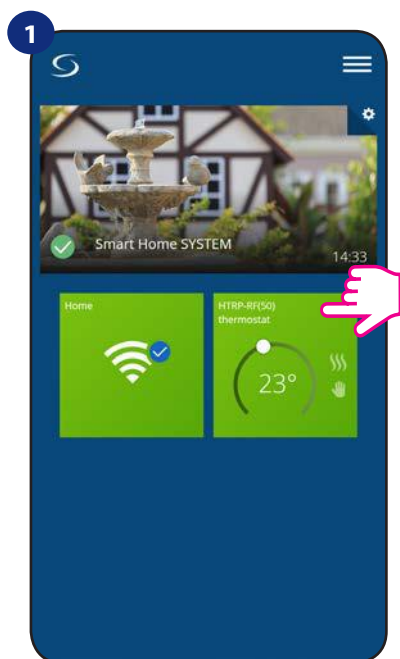 1
Smart Home SYSTEM
14:33
Home
HTRP-RF(50)
thermostat
23°